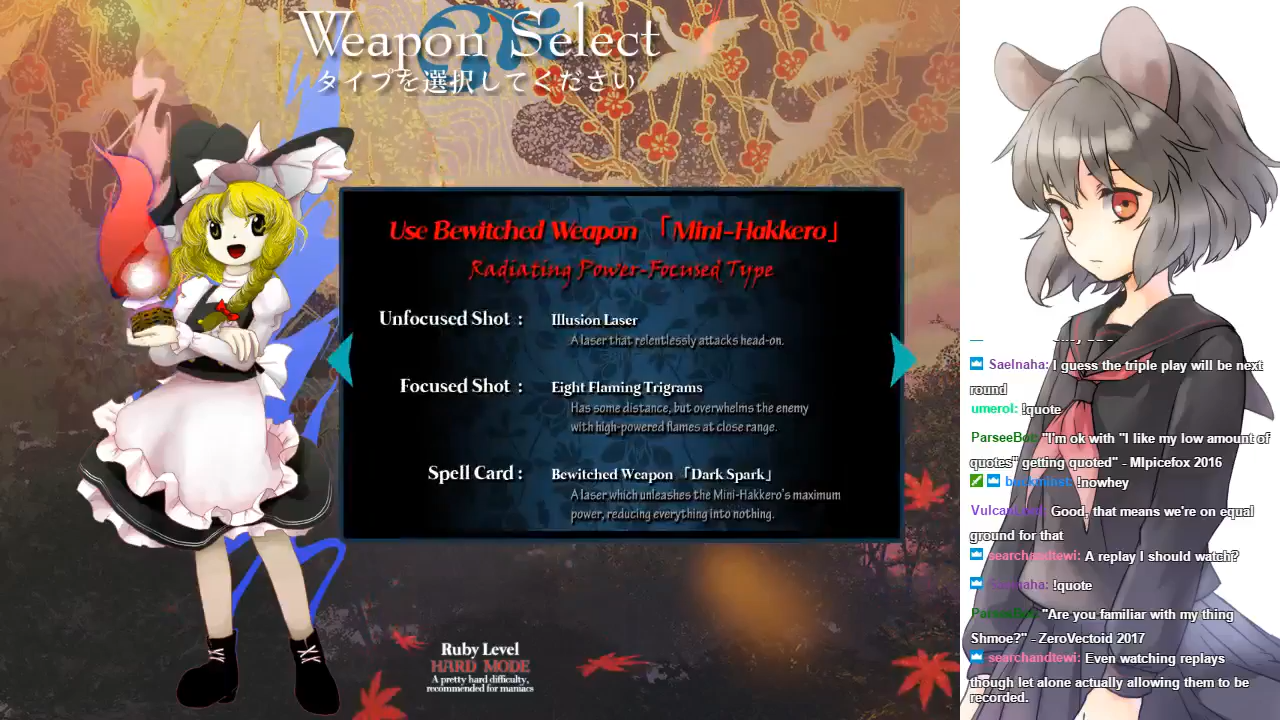 Weapon Select
タイプを選択してください
Use Bewitched Weapon 「Mini-Hakkero」
Radiating Power-Focused Type
Unfocused Shot : Illusion Laser
A laser that relentlessly attacks head-on.
Focused Shot : Eight Flaming Trigrams
Has some distance, but overwhelms the enemy
with high-powered flames at close range.
Spell Card : Bewitched Weapon 「Dark Spark」
A laser which unleashes the Mini-Hakkero's maximum
power, reducing everything into nothing.
Ruby Level
HARD MODE
A pretty hard difficulty,
recommended for maniacs
Saelnaha: I guess the triple play will be next
round
umerol: !quote
ParseeBot: "I'm ok with "I like my low amount of
quotes" getting quoted" - MIpicefox 2016
!nowhey
Good, that means we're on equal
ground for that
searchandtewi: A replay I should watch?
Saelnaha: !quote
ParseeBot: "Are you familiar with my thing
Shmoe?" - ZeroVectoid 2017
searchandtewi: Even watching replays
though let alone actually allowing them to be
recorded.